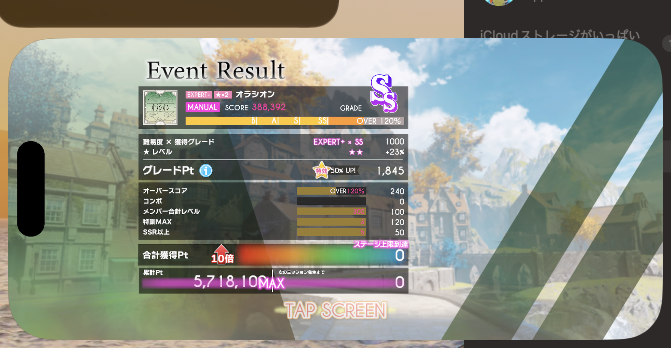 iCloudストレージがいっぱい
Event Result
EXPERT+ ★×2 オラシオン
MANUAL SCORE 388,392 GRADE SS
B| A| S| SS| OVER 120%
難易度 × 獲得グレード EXPERT+ × SS 1000
★ レベル ★★ +23%
グレードPt 50% UP! 1,845
オーバースコア OVER120% 240
コンボ 0
メンバー合計レベル 100
特訓MAX 120
SSR以上 50
ステージ上限到達
合計獲得Pt 10倍 0
累計Pt
5,718,100 MAX 0
TAP SCREEN